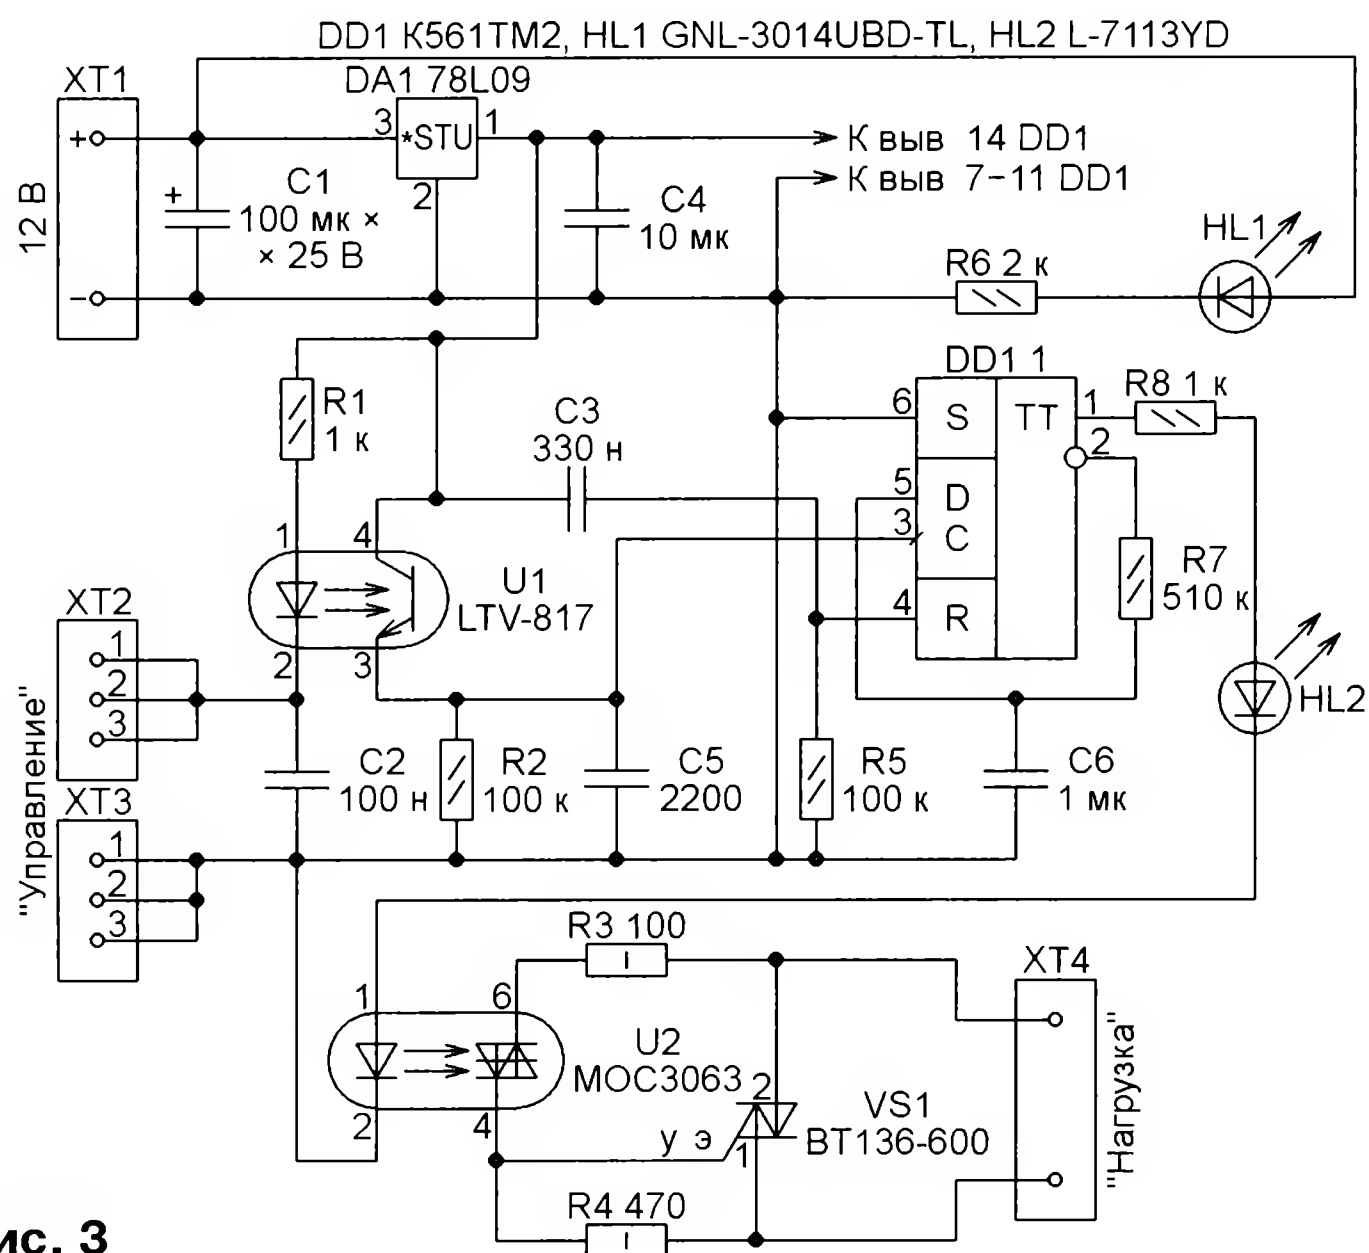 DD1 К561ТМ2, HL1 GNL-3014UBD-TL, HL2 L-7113YD
XT1
DA1 78L09
+
3
*STU
1
К выв 14 DD1
К выв 7–11 DD1
12 В
+
C1
100 мк ×
× 25 В
2
C4
10 мк
HL1
–
R6 2 к
R1
1 к
C3
330 н
DD1 1
6
S
TT
1
R8 1 к
2
5
D
3
C
4
R
R7
510 к
1
4
U1
LTV-817
2
3
XT2
1
2
3
"Управление"
XT3
1
2
3
C2
100 н
R2
100 к
C5
2200
R5
100 к
C6
1 мк
HL2
R3 100
XT4
1
6
U2
MOC3063
2
4
у э
2
1
VS1
BT136-600
"Нагрузка"
R4 470
ис. 3